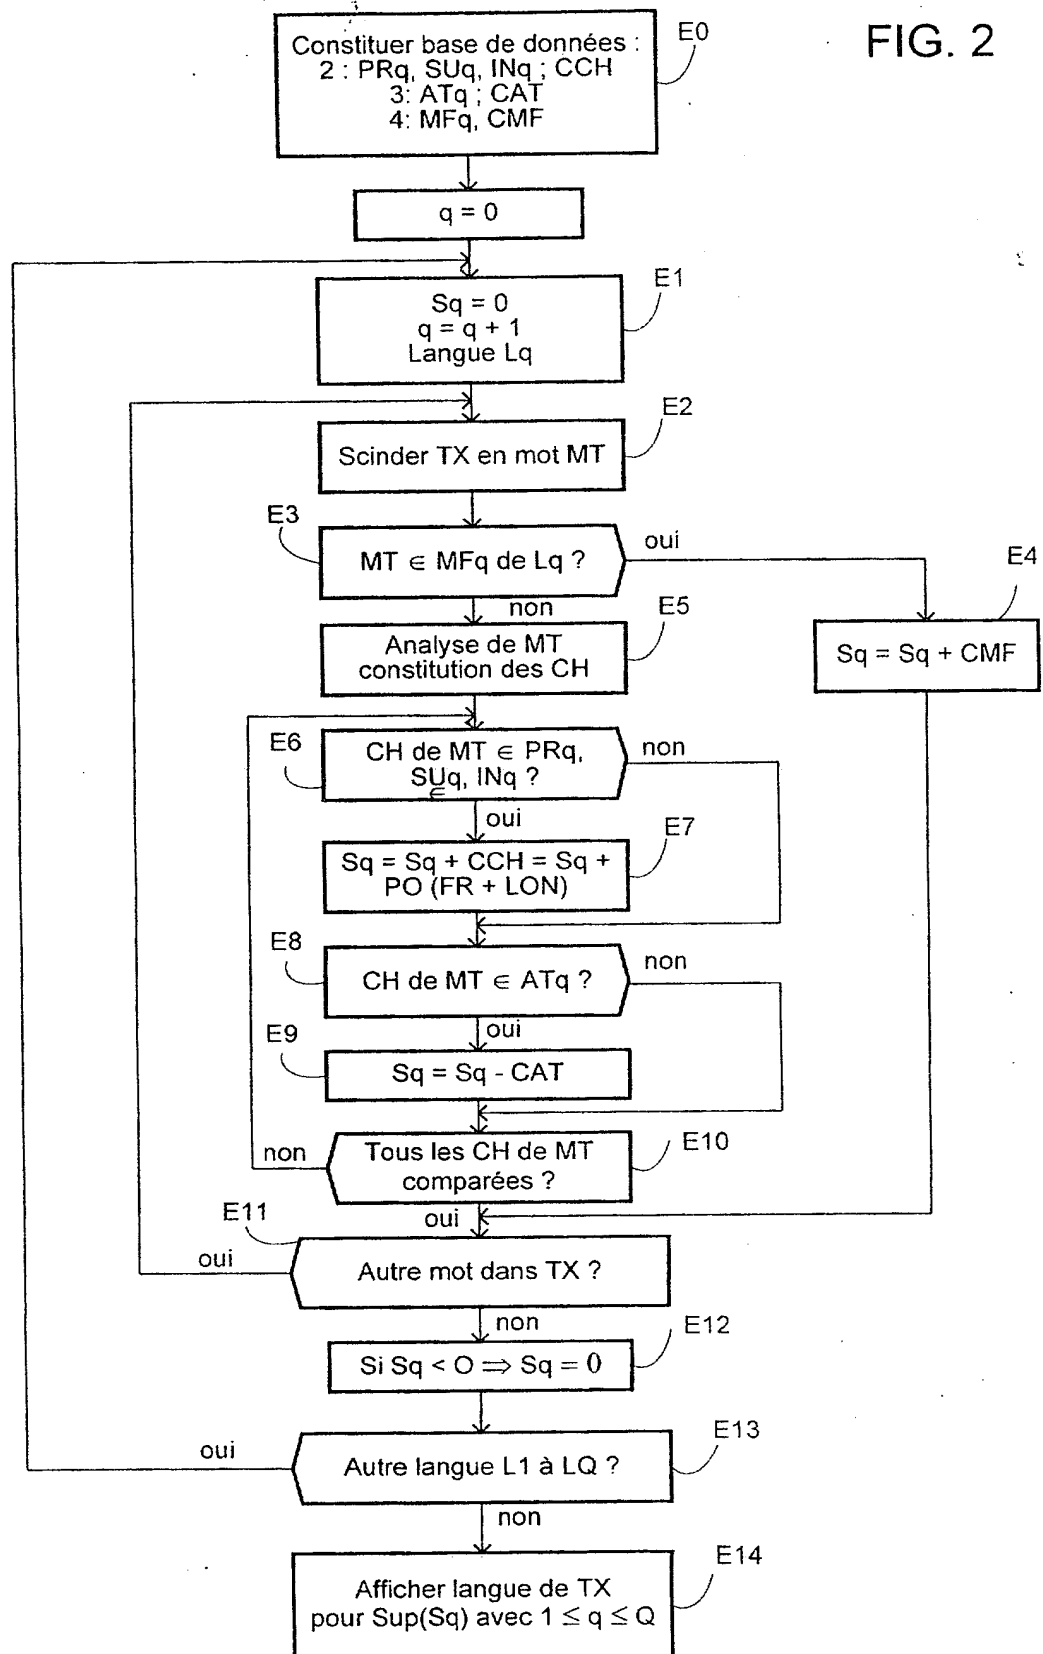 FIG. 2
E0
Constituer base de données :
2 : PRq, SUq, INq ; CCH
3: ATq ; CAT
4: MFq, CMF
q = 0
E1
Sq = 0
q = q + 1
Langue Lq
E2
Scinder TX en mot MT
E3
MT ∈ MFq de Lq ?
oui
non
E4
Sq = Sq + CMF
E5
Analyse de MT
constitution des CH
E6
CH de MT ∈ PRq,
SUq, INq ?
∈
non
oui
E7
Sq = Sq + CCH = Sq +
PO (FR + LON)
E8
CH de MT ∈ ATq ?
non
oui
E9
Sq = Sq - CAT
E10
Tous les CH de MT
comparées ?
non
oui
E11
Autre mot dans TX ?
oui
non
E12
Si Sq < O ⇒ Sq = 0
E13
Autre langue L1 à LQ ?
oui
non
E14
Afficher langue de TX
pour Sup(Sq) avec 1 ≤ q ≤ Q